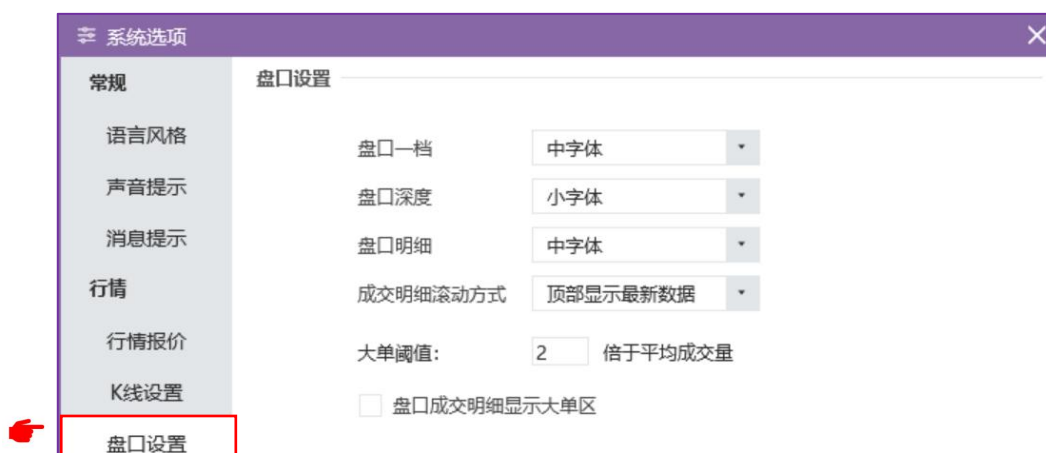 系统选项
常规
语言风格
声音提示
消息提示
行情
行情报价
K线设置
盘口设置
盘口设置
盘口一档 中字体
盘口深度 小字体
盘口明细 中字体
成交明细滚动方式 顶部显示最新数据
大单阈值: 2 倍于平均成交量
盘口成交明细显示大单区